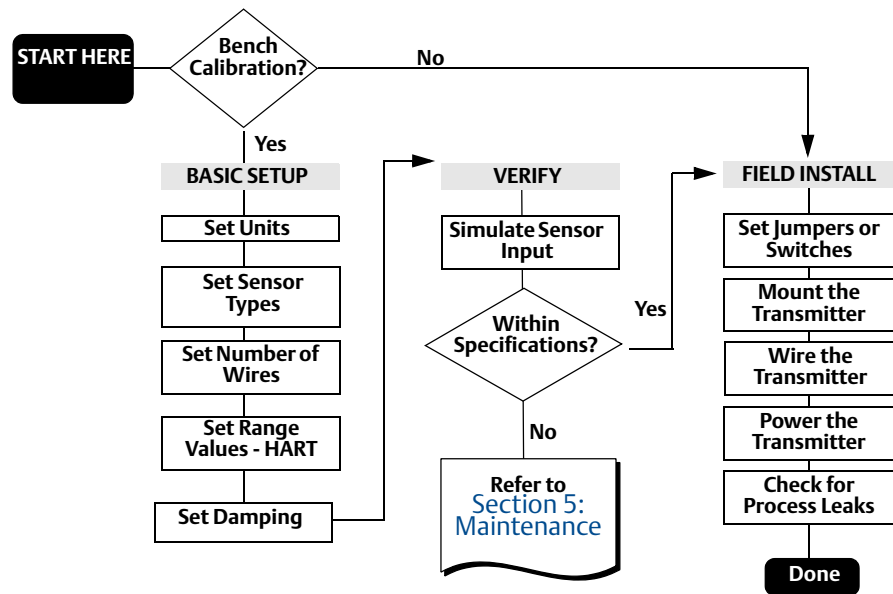 START HERE
Bench
Calibration?
No
Yes
BASIC SETUP
Set Units
Set Sensor
Types
Set Number of
Wires
Set Range
Values - HART
Set Damping
VERIFY
Simulate Sensor
Input
Within
Specifications?
Yes
No
Refer to
Section 5:
Maintenance
FIELD INSTALL
Set Jumpers or
Switches
Mount the
Transmitter
Wire the
Transmitter
Power the
Transmitter
Check for
Process Leaks
Done